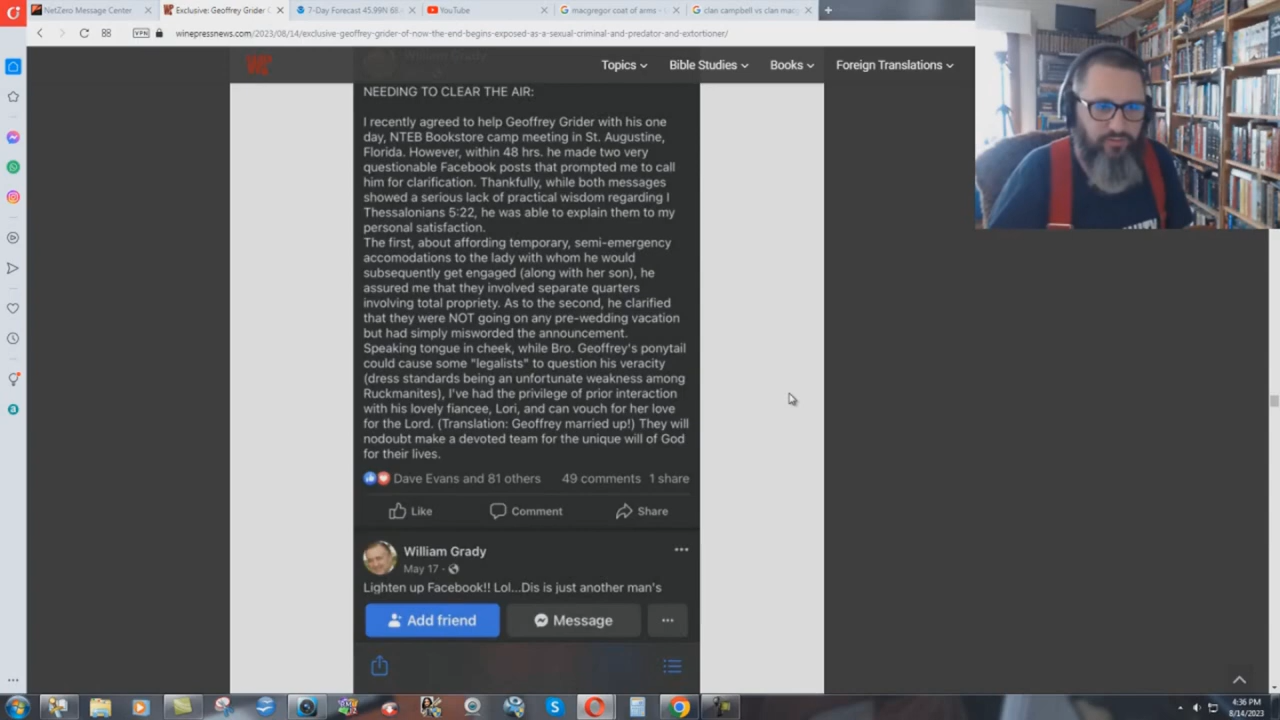 NetZero Message Center
Exclusive: Geoffrey Grider
7-Day Forecast 45.99% 66.
YouTube
macgregor coat of arms -
clan campbell vs clan mac
VPN
winepressnews.com/2023/08/14/exclusive-geoffrey-grider-of-now-the-end-begins-exposed-as-a-sexual-criminal-and-predator-and-extortioner/
Topics
Bible Studies
Books
Foreign Translations
William Grady
NEEDING TO CLEAR THE AIR:
I recently agreed to help Geoffrey Grider with his one
day, NTEB Bookstore camp meeting in St. Augustine,
Florida. However, within 48 hrs. he made two very
questionable Facebook posts that prompted me to call
him for clarification. Thankfully, while both messages
showed a serious lack of practical wisdom regarding I
Thessalonians 5:22, he was able to explain them to my
personal satisfaction.
The first, about affording temporary, semi-emergency
accomodations to the lady with whom he would
subsequently get engaged (along with her son), he
assured me that they involved separate quarters
involving total propriety. As to the second, he clarified
that they were NOT going on any pre-wedding vacation
but had simply misworded the announcement.
Speaking tongue in cheek, while Bro. Geoffrey's ponytail
could cause some "legalists" to question his veracity
(dress standards being an unfortunate weakness among
Ruckmanites), I've had the privilege of prior interaction
with his lovely fiancee, Lori, and can vouch for her love
for the Lord. (Translation: Geoffrey married up!) They will
nodoubt make a devoted team for the unique will of God
for their lives.
Dave Evans and 81 others 49 comments 1 share
Like Comment Share
William Grady
May 17 ·
Lighten up Facebook!! Lol...Dis is just another man's
Add friend Message
4:36 PM
8/14/2023